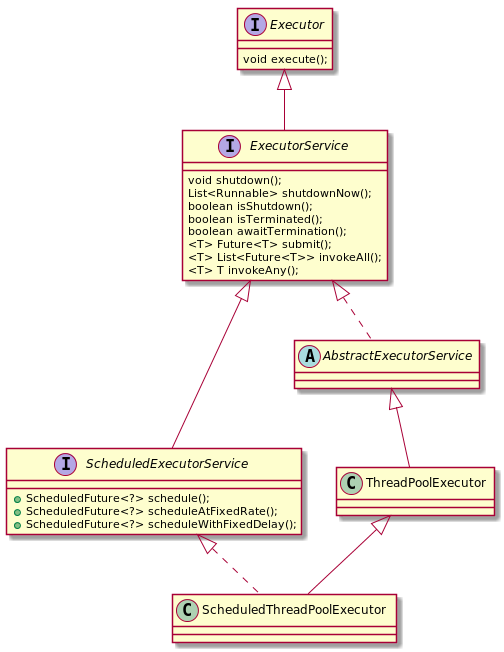 I Executor
void execute();
I ExecutorService
void shutdown();
List<Runnable> shutdownNow();
boolean isShutdown();
boolean isTerminated();
boolean awaitTermination();
<T> Future<T> submit();
<T> List<Future<T>> invokeAll();
<T> T invokeAny();
A AbstractExecutorService
I ScheduledExecutorService
ScheduledFuture<?> schedule();
ScheduledFuture<?> scheduleAtFixedRate();
ScheduledFuture<?> scheduleWithFixedDelay();
C ThreadPoolExecutor
C ScheduledThreadPoolExecutor